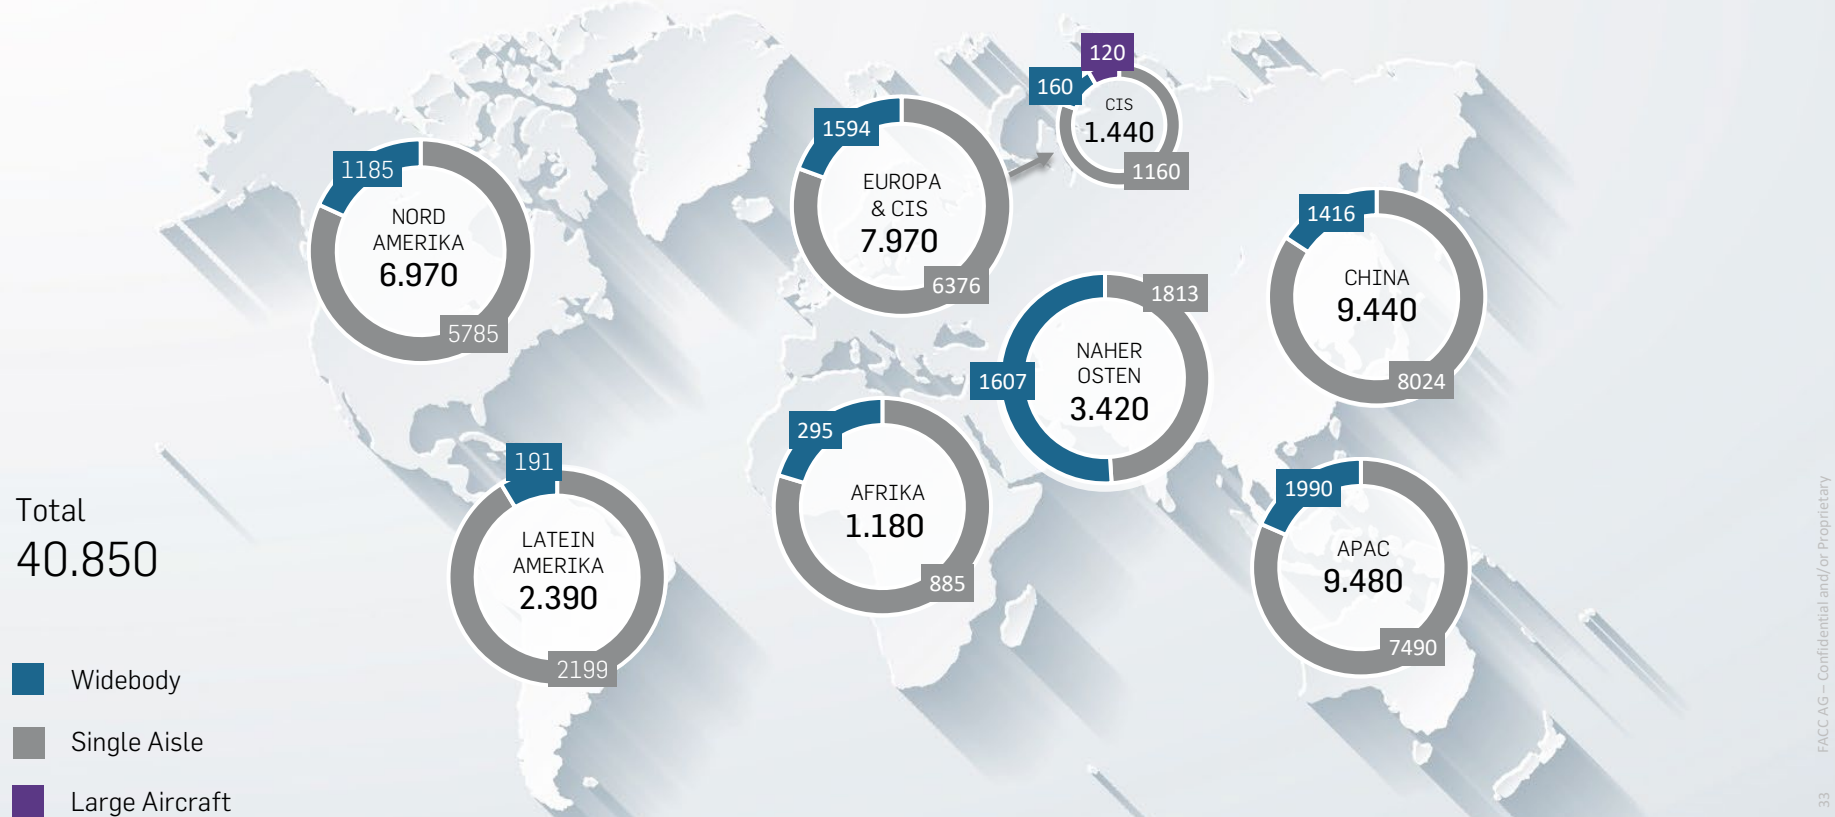 120
160
CIS
1.440
1160
1594
EUROPA
& CIS
7.970
6376
1185
NORD
AMERIKA
6.970
5785
1416
CHINA
9.440
8024
1813
NAHER
OSTEN
1607
3.420
295
AFRIKA
1.180
885
191
LATEIN
AMERIKA
2.390
2199
1990
APAC
9.480
7490
Total
40.850
Widebody
Single Aisle
Large Aircraft
33 FACC AG – Confidential and/or Proprietary